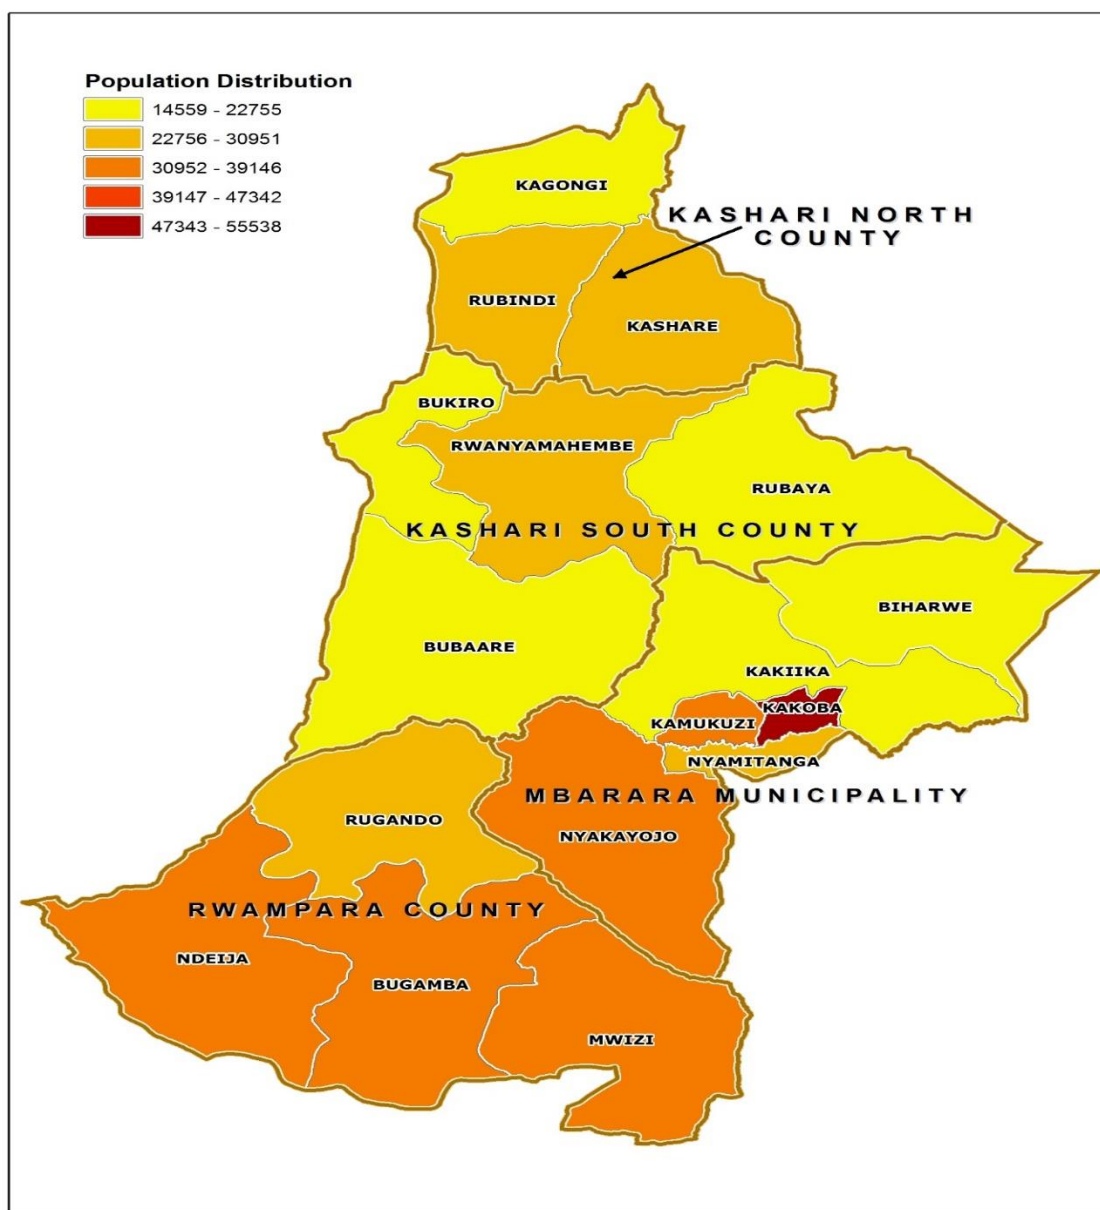 Population Distribution
14559 - 22755
22756 - 30951
30952 - 39146
39147 - 47342
47343 - 55538
KAGONGI
KASHARI NORTH
COUNTY
RUBINDI
KASHARE
BUKIRO
RWANYAMAHEMBE
RUBAYA
KASHARI SOUTH COUNTY
BIHARWE
BUBAARE
KAKIIKA
KAKOBA
KAMUKUZI
NYAMITANGA
MBARARA MUNICIPALITY
RUGANDO
NYAKAYOJO
RWAMPARA COUNTY
NDEIJA
BUGAMBA
MWIZI